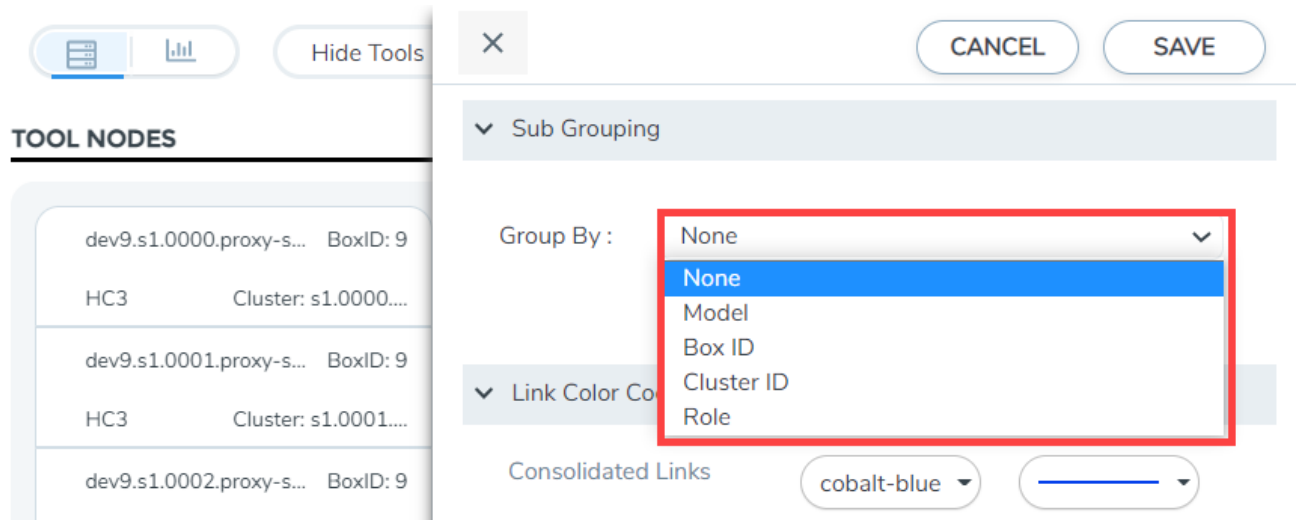 Hide Tools
TOOL NODES
dev9.s1.0000.proxy-s... BoxID: 9
HC3 Cluster: s1.0000....
dev9.s1.0001.proxy-s... BoxID: 9
HC3 Cluster: s1.0001....
dev9.s1.0002.proxy-s... BoxID: 9
CANCEL SAVE
Sub Grouping
Group By : None
None
Model
Box ID
Cluster ID
Role
Link Color Co
Consolidated Links cobalt-blue